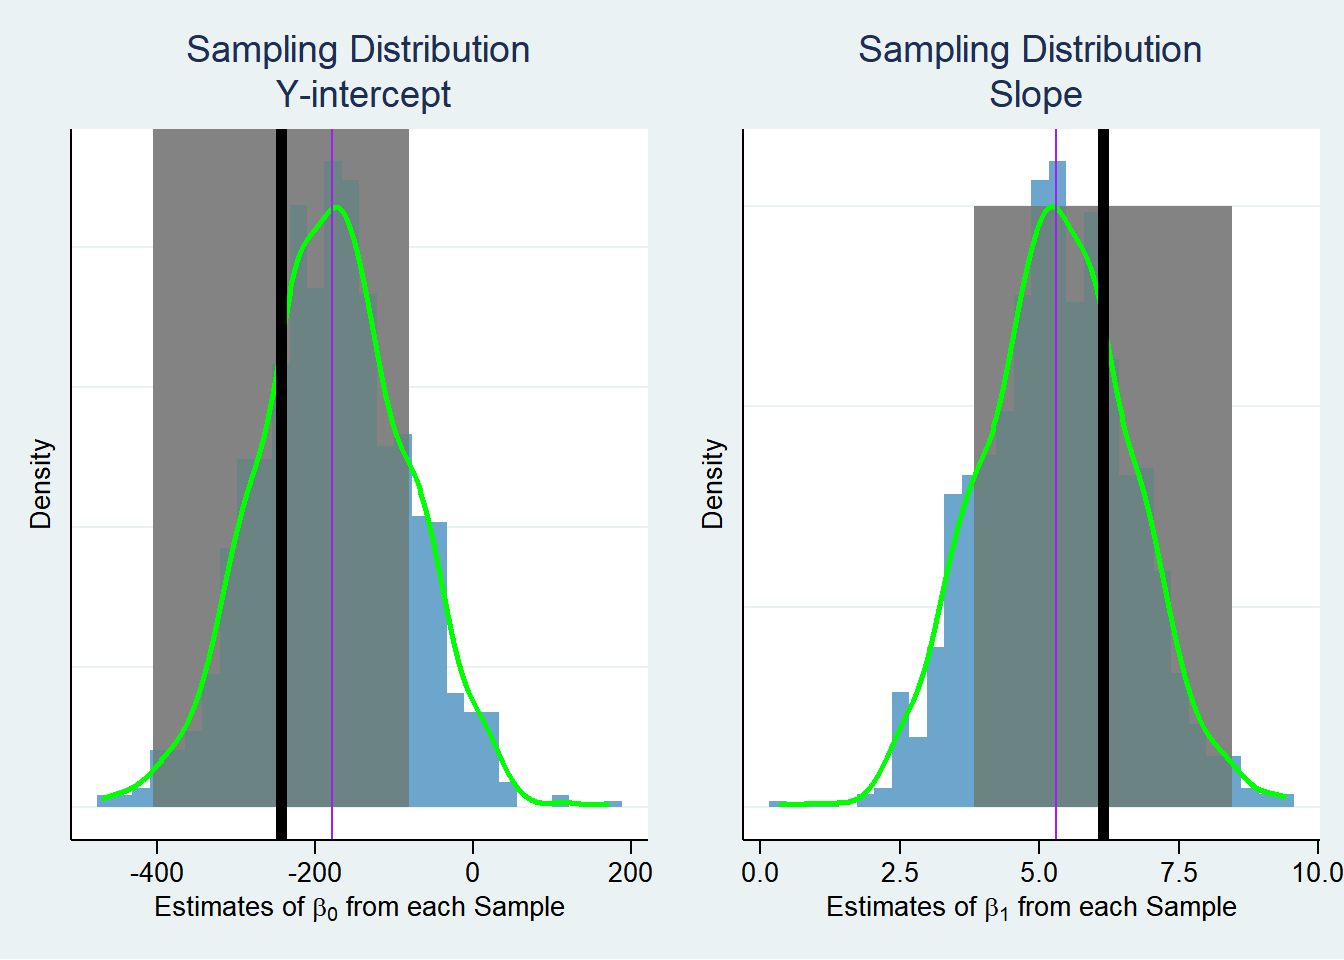 Sampling Distribution
Y-intercept
Density
-400 -200 0 200
Estimates of β0 from each Sample
Sampling Distribution
Slope
Density
0.0 2.5 5.0 7.5 10.0
Estimates of β1 from each Sample